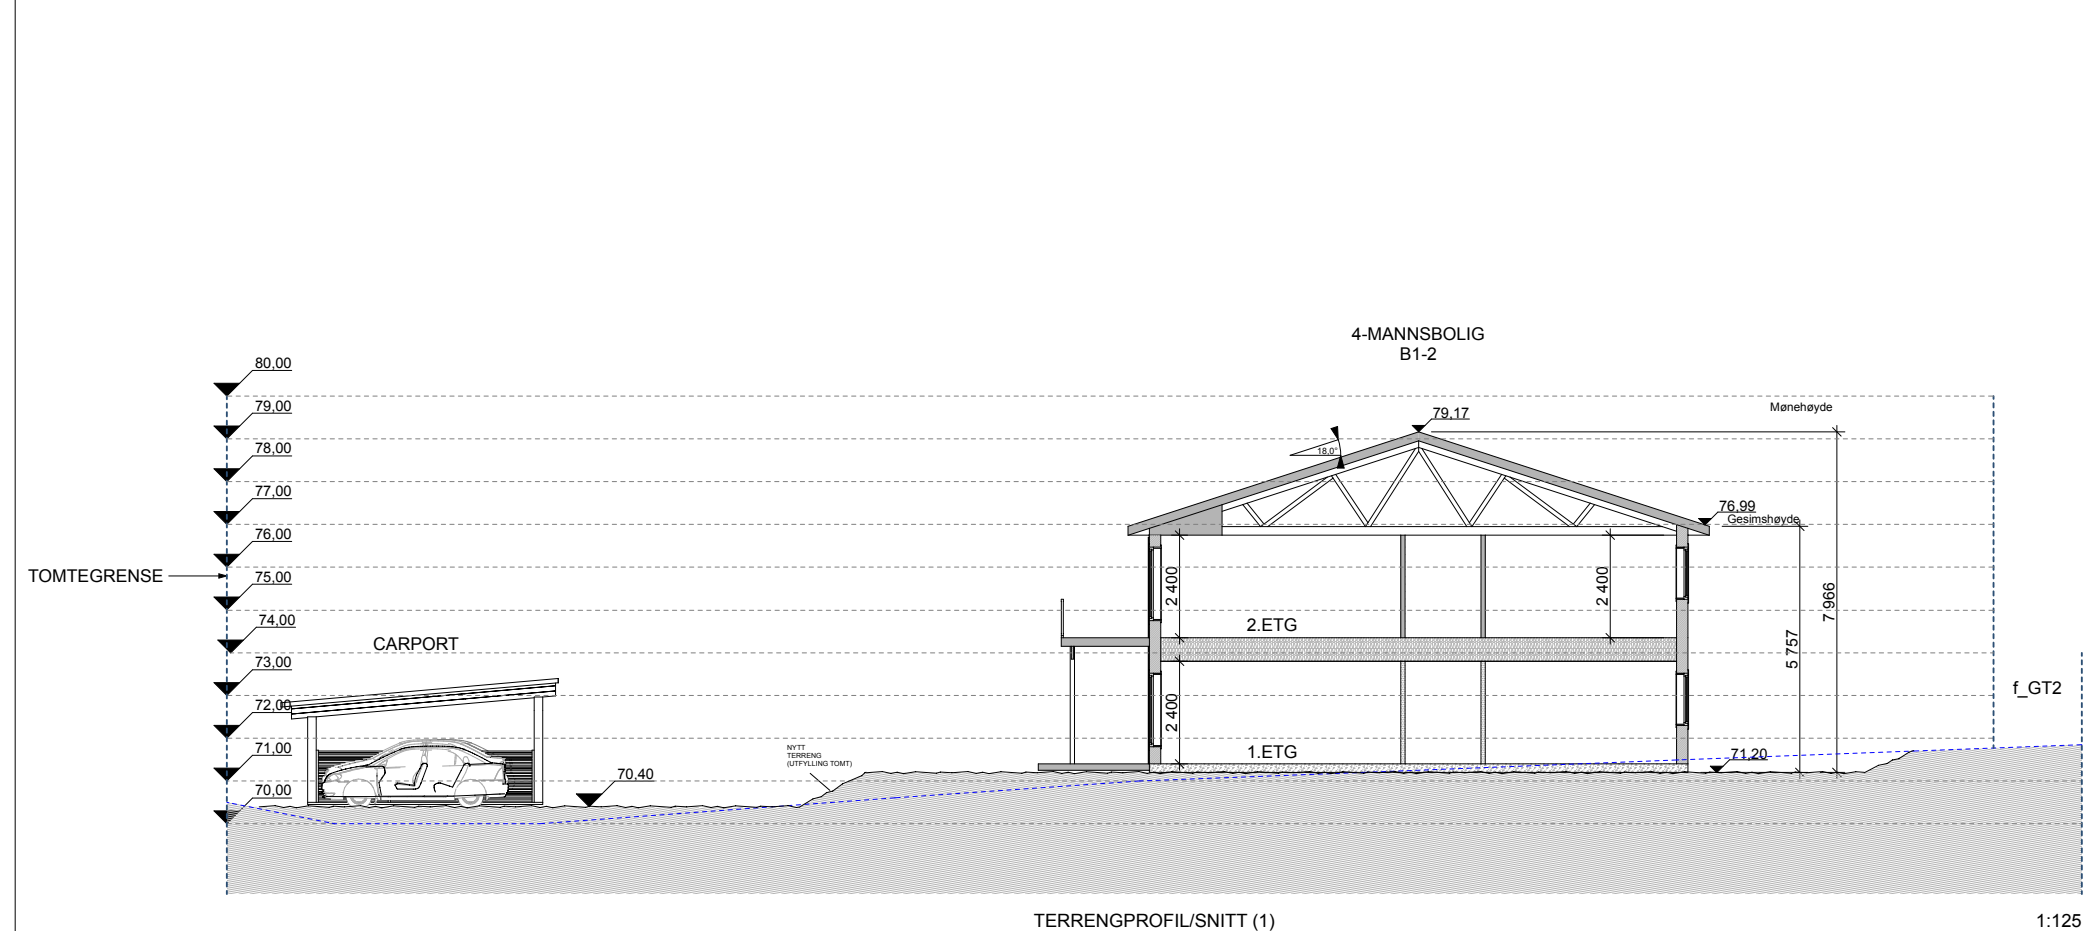 4-MANNSBOLIG
B1-2
80,00
79,00
78,00
77,00
76,00
75,00
74,00
73,00
72,00
71,00
70,00
TOMTEGRENSE
CARPORT
70,40
NYTT
TERRENG
(UTFYLLING TOMT)
79,17
18,0°
Mønehøyde
76,99
Gesimshøyde
2 400
2 400
2 400
2.ETG
1.ETG
5 757
7 966
71,20
f_GT2
TERRENGPROFIL/SNITT (1)
1:125